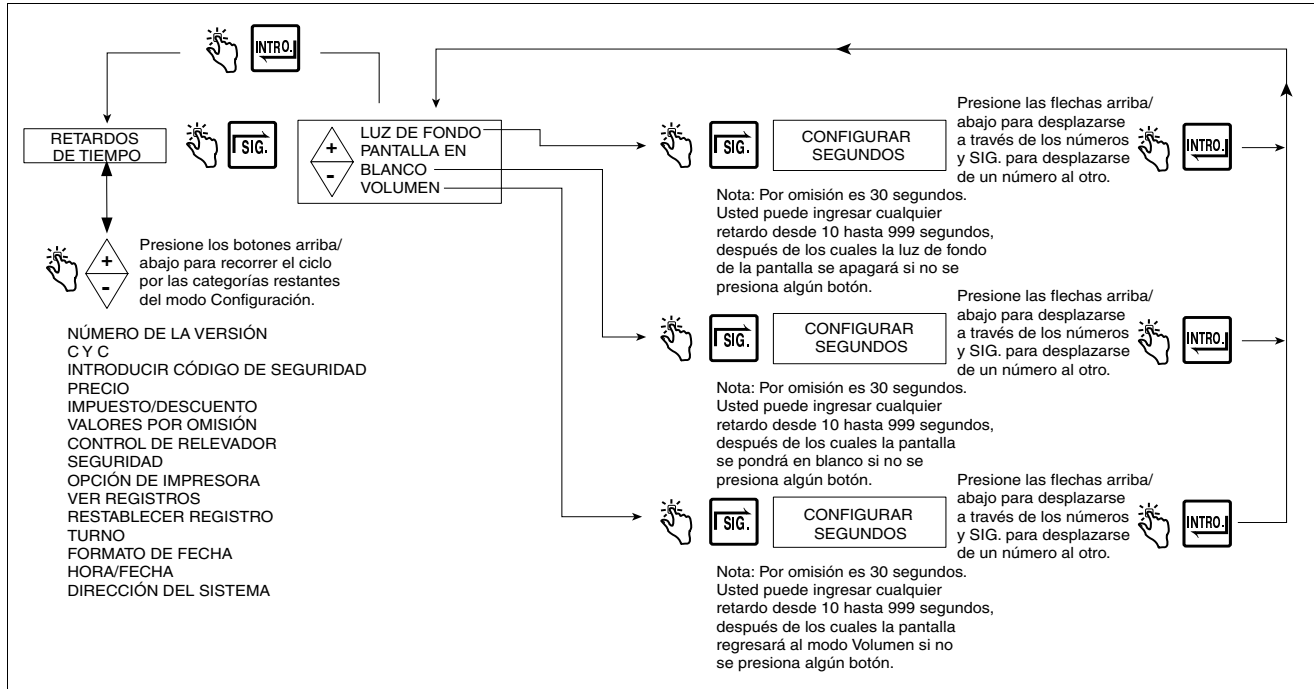 INTRO.
RETARDOS
DE TIEMPO
SIG.
+
-
LUZ DE FONDO
PANTALLA EN
BLANCO
VOLUMEN
Presione los botones arriba/
abajo para recorrer el ciclo
por las categorías restantes
del modo Configuración.
+
-
NÚMERO DE LA VERSIÓN
C Y C
INTRODUCIR CÓDIGO DE SEGURIDAD
PRECIO
IMPUESTO/DESCUENTO
VALORES POR OMISIÓN
CONTROL DE RELEVADOR
SEGURIDAD
OPCIÓN DE IMPRESORA
VER REGISTROS
RESTABLECER REGISTRO
TURNO
FORMATO DE FECHA
HORA/FECHA
DIRECCIÓN DEL SISTEMA
SIG.
CONFIGURAR
SEGUNDOS
Presione las flechas arriba/
abajo para desplazarse
a través de los números
y SIG. para desplazarse
de un número al otro.
INTRO.
Nota: Por omisión es 30 segundos.
Usted puede ingresar cualquier
retardo desde 10 hasta 999 segundos,
después de los cuales la luz de fondo
de la pantalla se apagará si no se
presiona algún botón.
SIG.
CONFIGURAR
SEGUNDOS
Presione las flechas arriba/
abajo para desplazarse
a través de los números
y SIG. para desplazarse
de un número al otro.
INTRO.
Nota: Por omisión es 30 segundos.
Usted puede ingresar cualquier
retardo desde 10 hasta 999 segundos,
después de los cuales la pantalla
se pondrá en blanco si no se
presiona algún botón.
SIG.
CONFIGURAR
SEGUNDOS
Presione las flechas arriba/
abajo para desplazarse
a través de los números
y SIG. para desplazarse
de un número al otro.
INTRO.
Nota: Por omisión es 30 segundos.
Usted puede ingresar cualquier
retardo desde 10 hasta 999 segundos,
después de los cuales la pantalla
regresará al modo Volumen si no
se presiona algún botón.